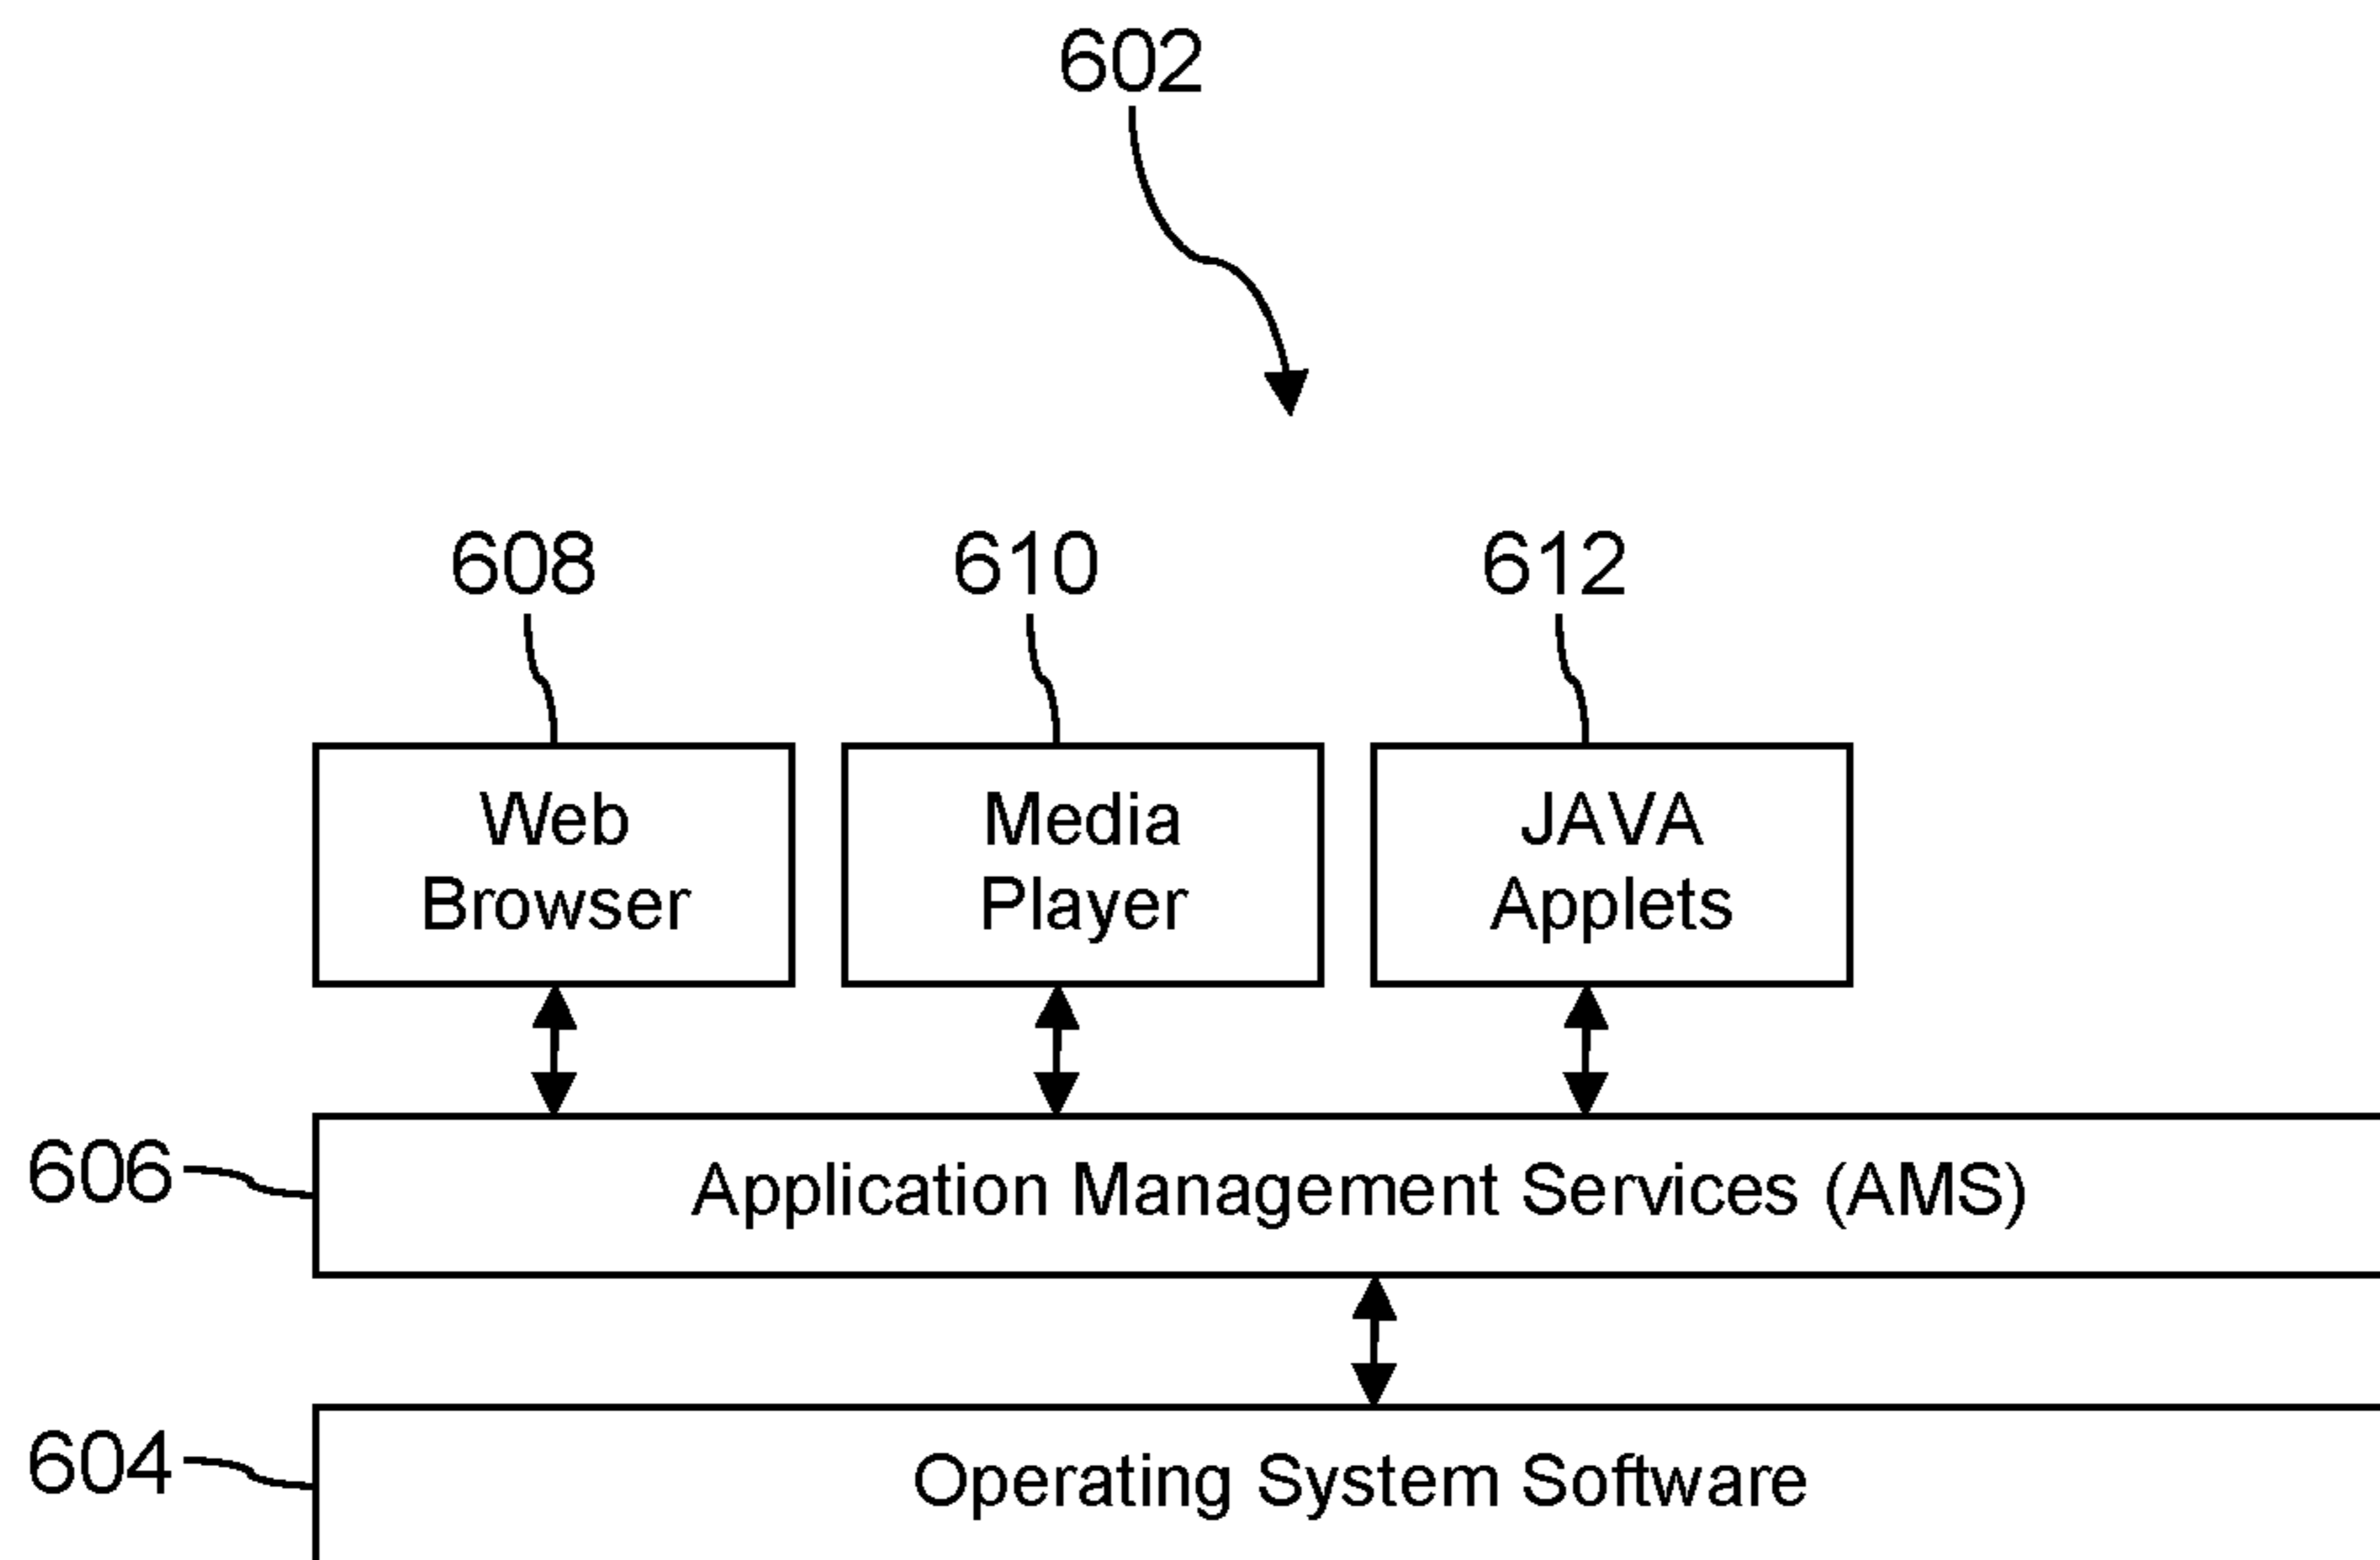 602
608
610
612
Web
Browser
Media
Player
JAVA
Applets
606
Application Management Services (AMS)
604
Operating System Software